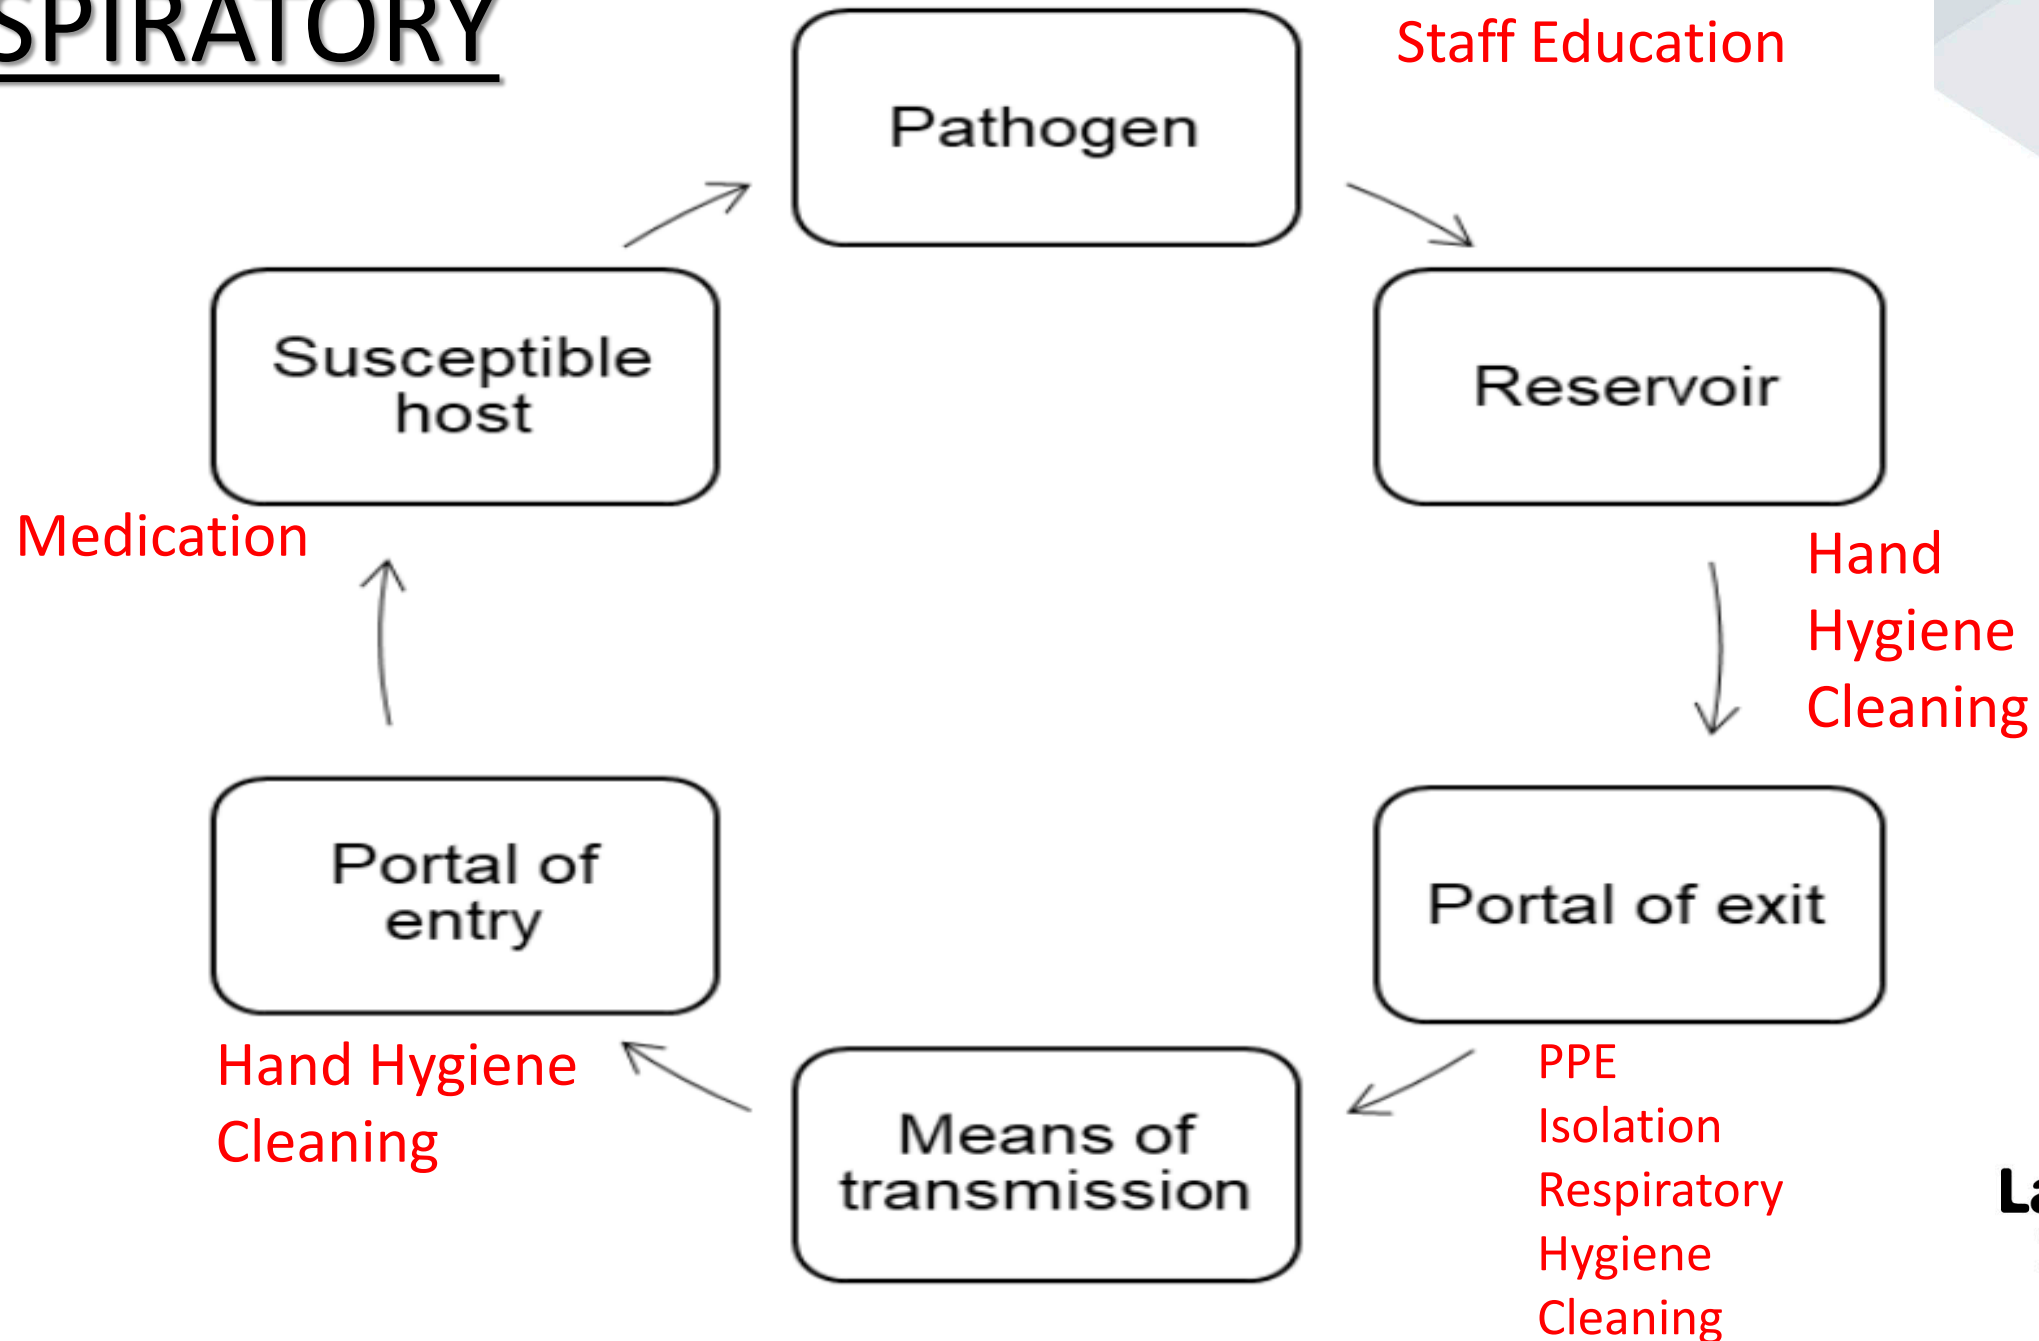 SPIRATORY
Staff Education
Pathogen
Susceptible
host
Reservoir
Medication
Hand
Hygiene
Cleaning
Portal of
entry
Portal of exit
Hand Hygiene
Cleaning
Means of
transmission
PPE
Isolation
Respiratory
Hygiene
Cleaning
La